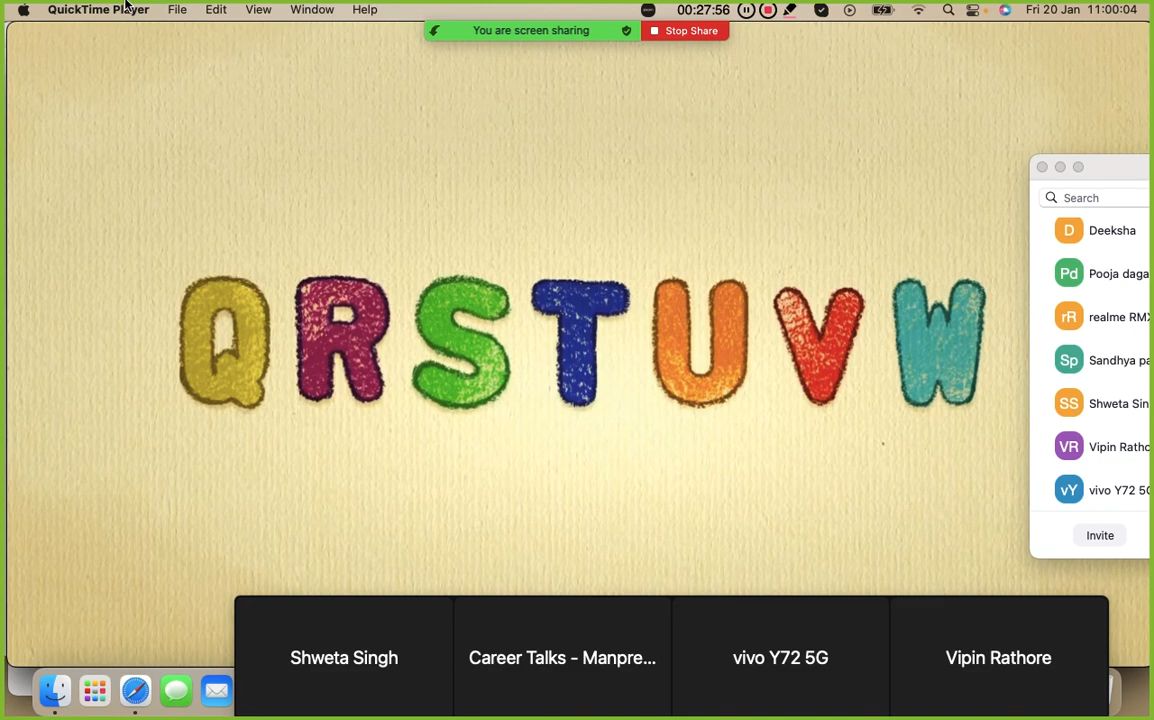 QuickTime Player File Edit View Window Help 00:27:56 Fri 20 Jan 11:00:04
You are screen sharing Stop Share
Search
D Deeksha
Pd Pooja daga
QRSTUVW
rR realme RMX
Sp Sandhya pa
SS Shweta Sin
VR Vipin Ratho
vY vivo Y72 5G
Invite
Shweta Singh Career Talks - Manpre... vivo Y72 5G Vipin Rathore